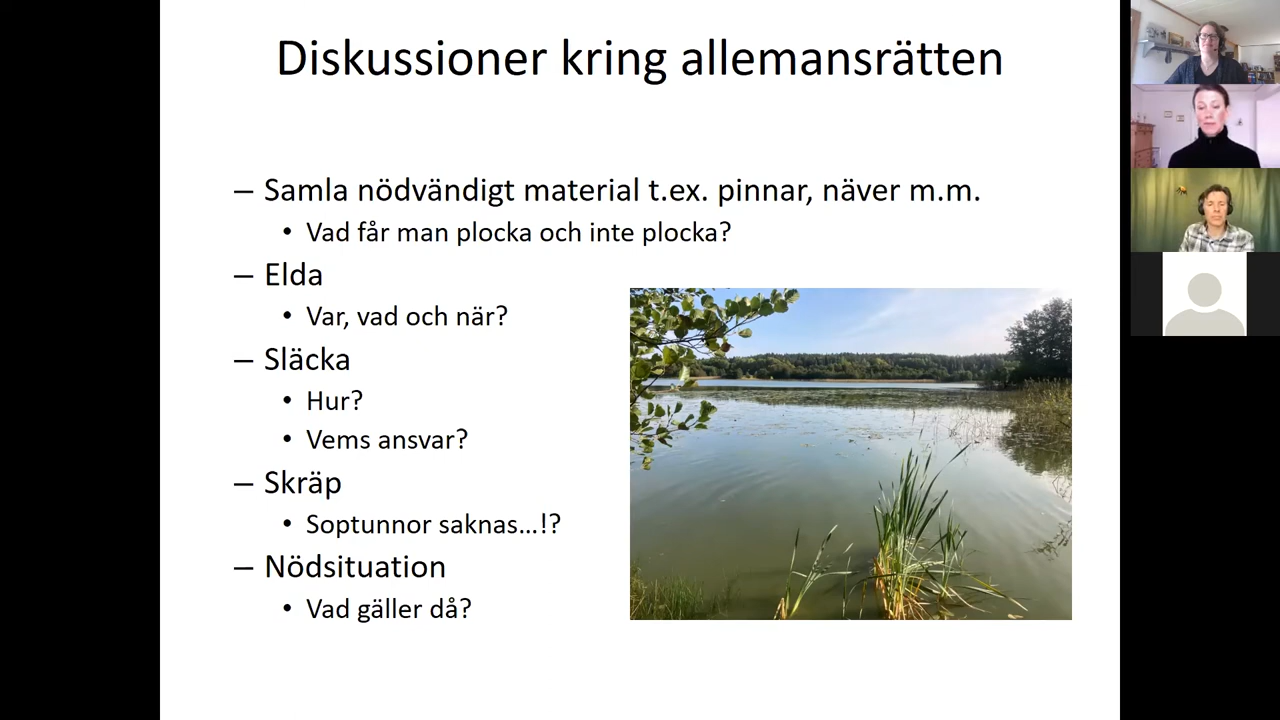 Diskussioner kring allemansrätten
– Samla nödvändigt material t.ex. pinnar, näver m.m.
• Vad får man plocka och inte plocka?
– Elda
• Var, vad och när?
– Släcka
• Hur?
• Vems ansvar?
– Skräp
• Soptunnor saknas...!?
– Nödsituation
• Vad gäller då?